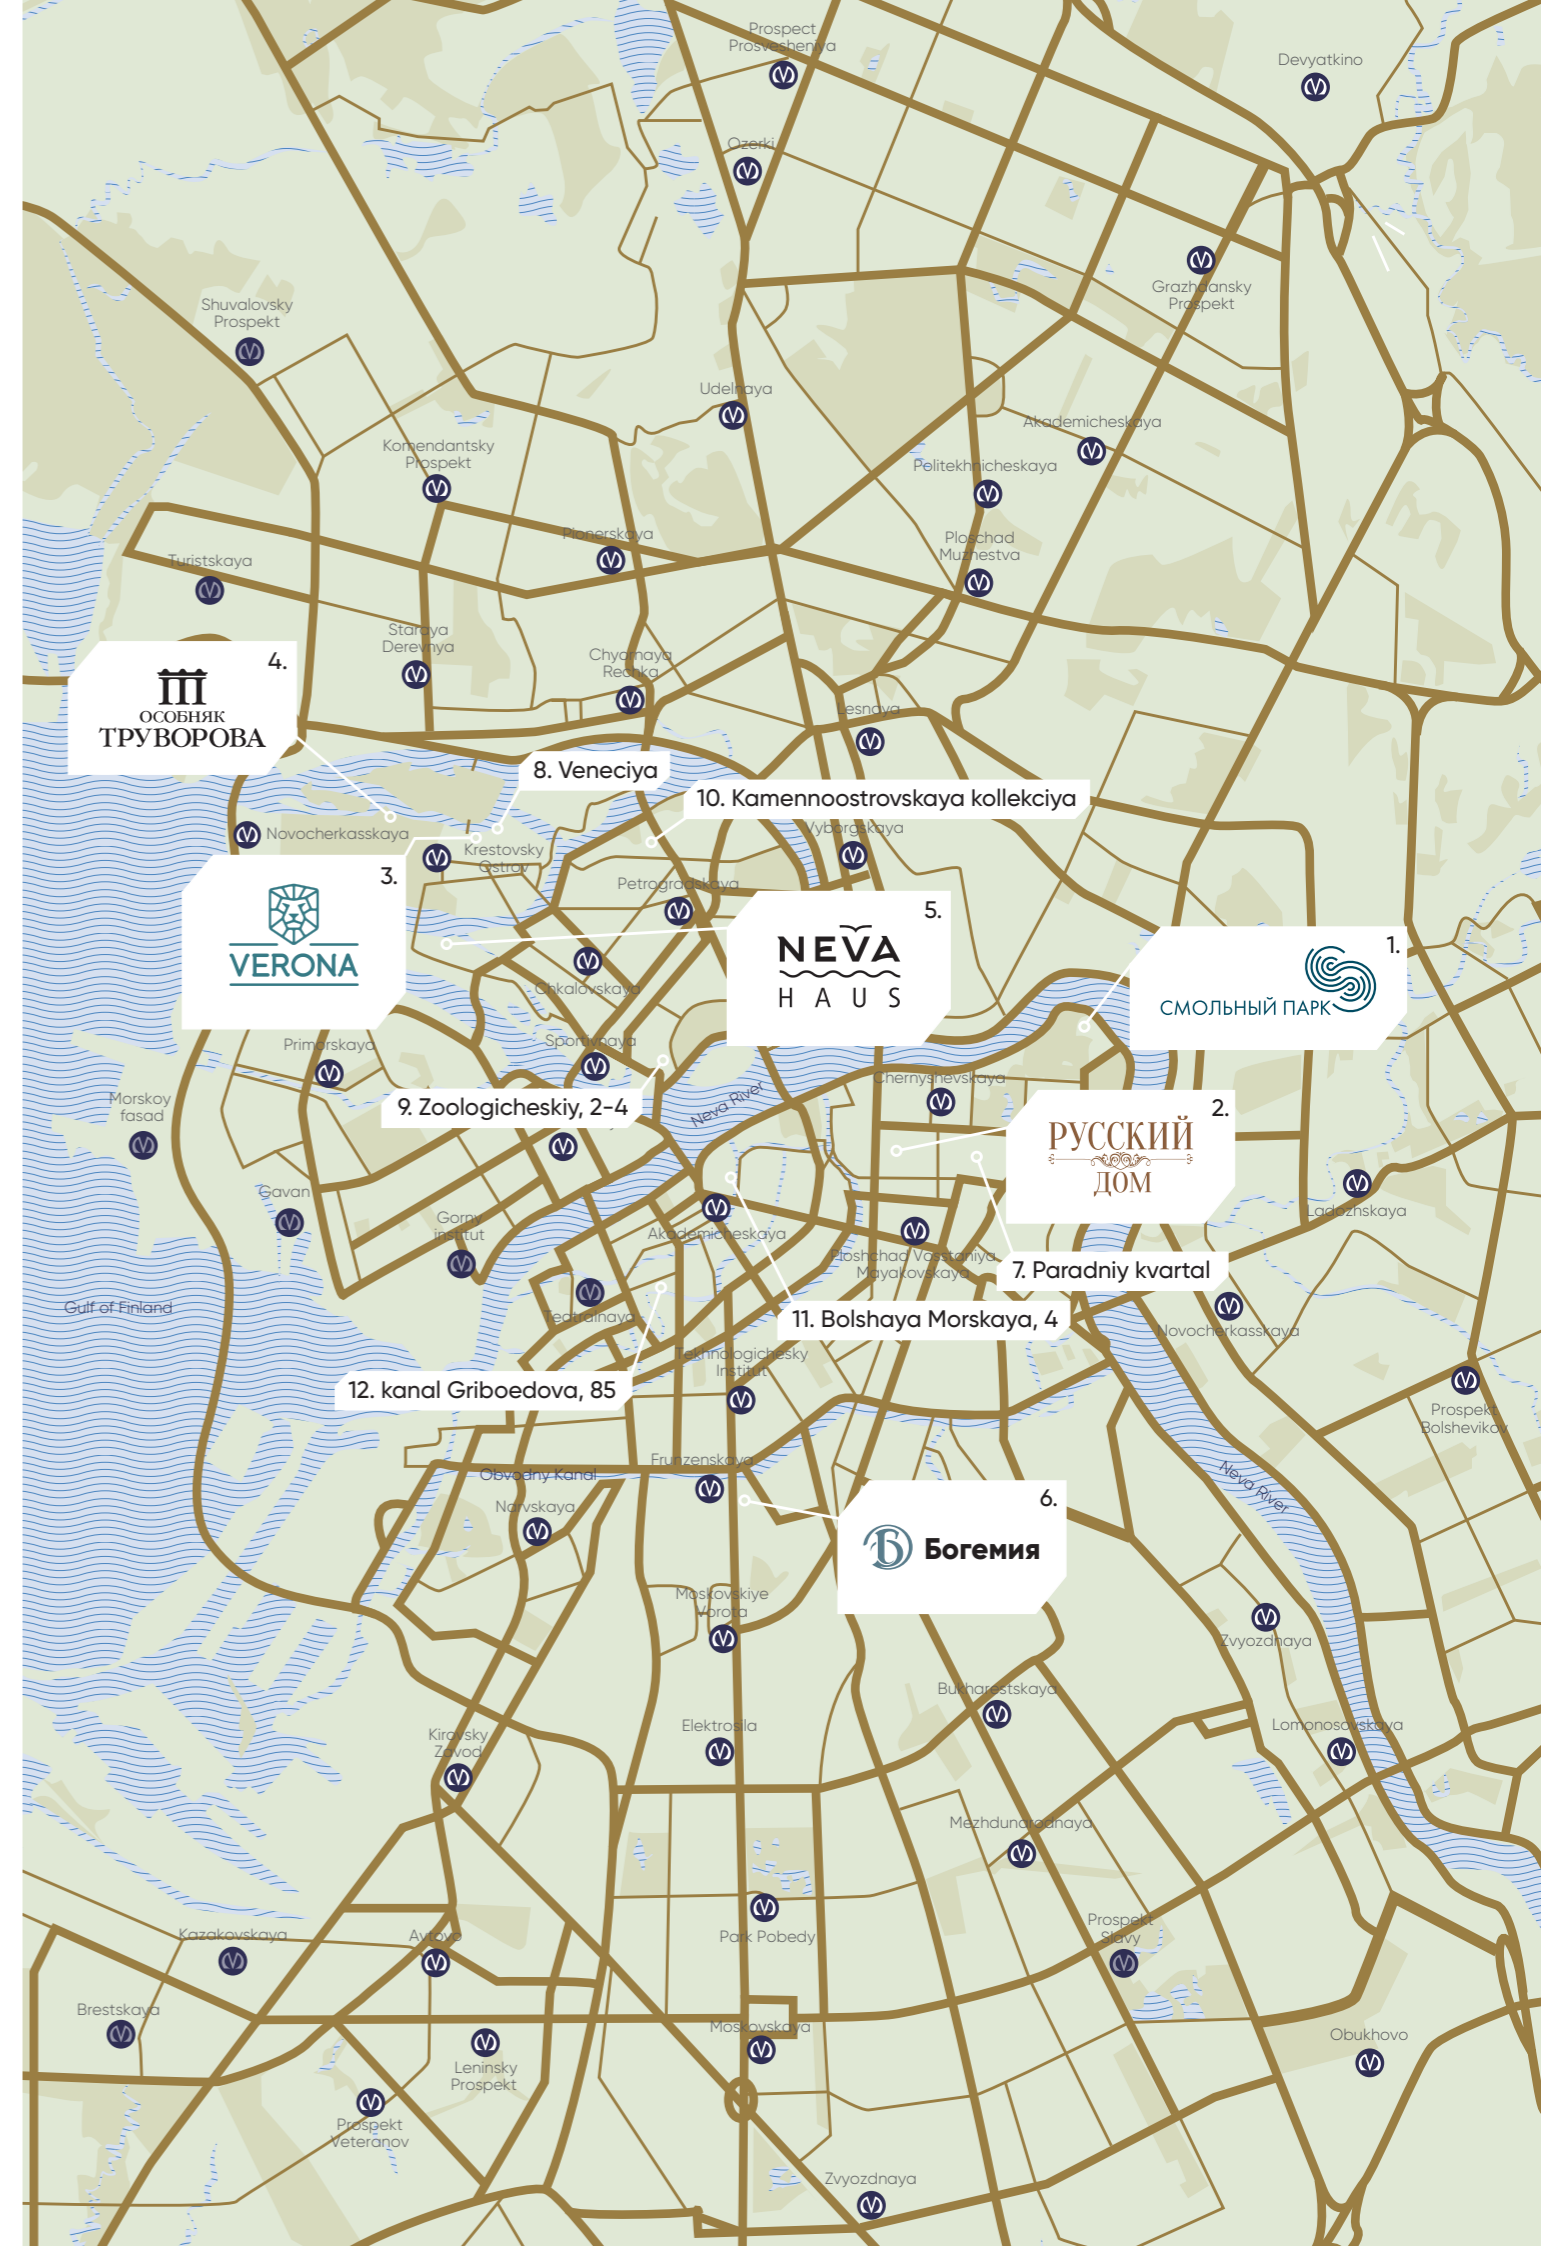 Prospect
Prosvesheniya
Devyatkino
Ozerki
Grazhdansky
Prospekt
Shuvalovsky
Prospekt
Udelnaya
Akademicheskaya
Komendantsky
Prospekt
Politekhnicheskaya
Pionerskaya
Ploschad
Muzhestva
Turistskaya
Staraya
Derevnya
Chyornaya
Rechka
4.
ОСОБНЯК
ТРУВОРОВА
Lesnaya
8. Veneciya
10. Kamennoostrovskaya kollekciya
Novocherkasskaya
Vyborgskaya
Krestovsky
Ostrov
3.
VERONA
Petrogradskaya
5.
NEVA
HAUS
1.
СМОЛЬНЫЙ ПАРК
Chkalovskaya
Primorskaya
Sportivnaya
Chernyshevskaya
Morskoy
fasad
9. Zoologicheskiy, 2-4
Neva River
2.
РУССКИЙ
ДОМ
Gavan
Gorny
institut
Akademicheskaya
Ladozhskaya
Ploshchad Vosstaniya
Mayakovskaya
7. Paradniy kvartal
Gulf of Finland
Teatralnaya
11. Bolshaya Morskaya, 4
Novocherkasskaya
Tekhnologichesky
Institut
12. kanal Griboedova, 85
Prospekt
Bolshevikov
Frunzenskaya
Obvodny Kanal
Neva River
Narvskaya
6.
Богемия
Moskovskiye
Vorota
Zvyozdnaya
Bukharestskaya
Elektrosila
Lomonosovskaya
Kirovsky
Zavod
Mezhdunarodnaya
Prospekt
Slavy
Kazakovskaya
Avtovo
Park Pobedy
Brestskaya
Moskovskaya
Obukhovo
Leninsky
Prospekt
Prospekt
Veteranov
Zvyozdnaya